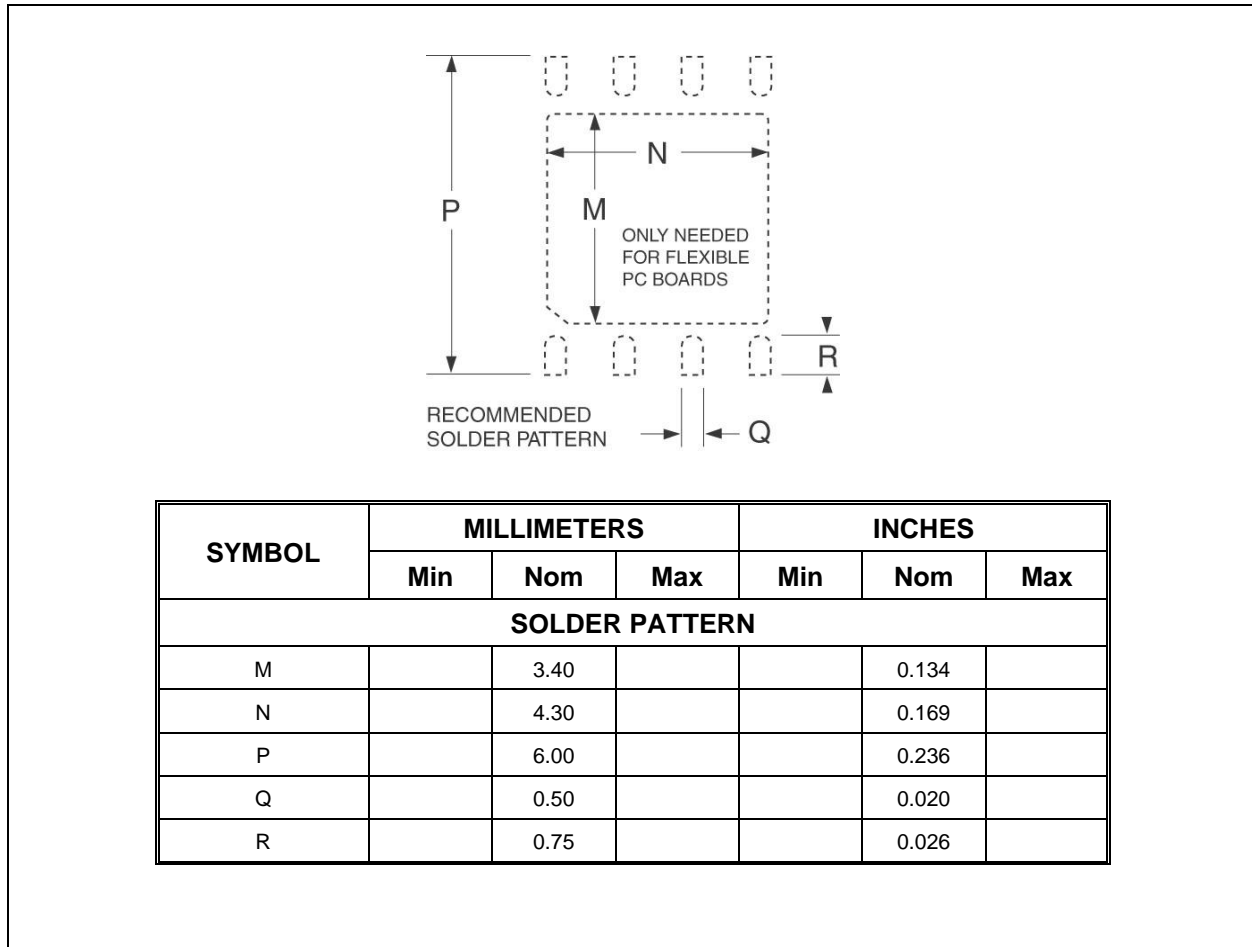 P
N
M
ONLY NEEDED
FOR FLEXIBLE
PC BOARDS
R
RECOMMENDED
SOLDER PATTERN
Q
SYMBOL MILLIMETERS INCHES
Min Nom Max Min Nom Max
SOLDER PATTERN
M 3.40 0.134
N 4.30 0.169
P 6.00 0.236
Q 0.50 0.020
R 0.75 0.026